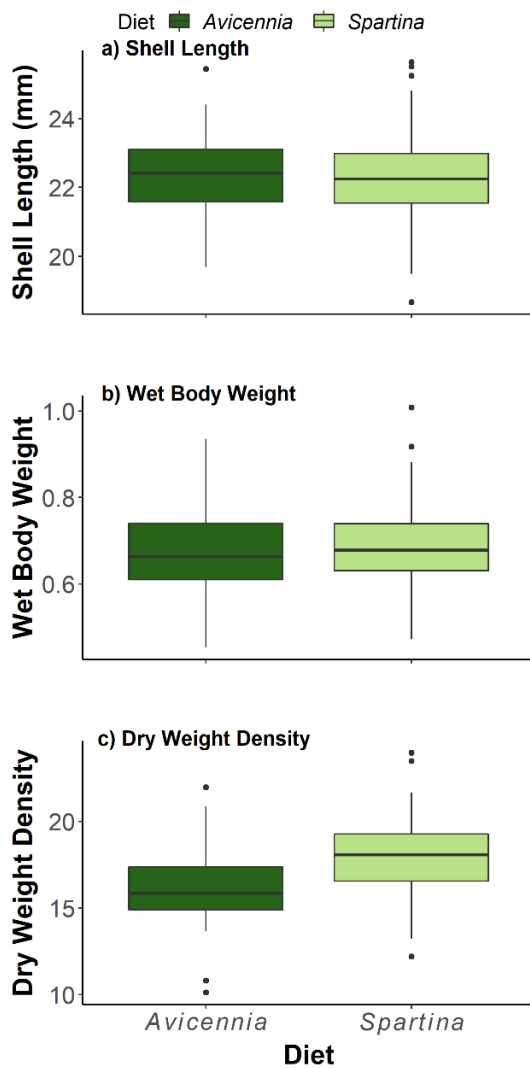 Diet Avicennia Spartina
a) Shell Length
Shell Length (mm)
24
22
20
b) Wet Body Weight
Wet Body Weight
1.0
0.8
0.6
c) Dry Weight Density
Dry Weight Density
20
15
10
Avicennia Spartina
Diet